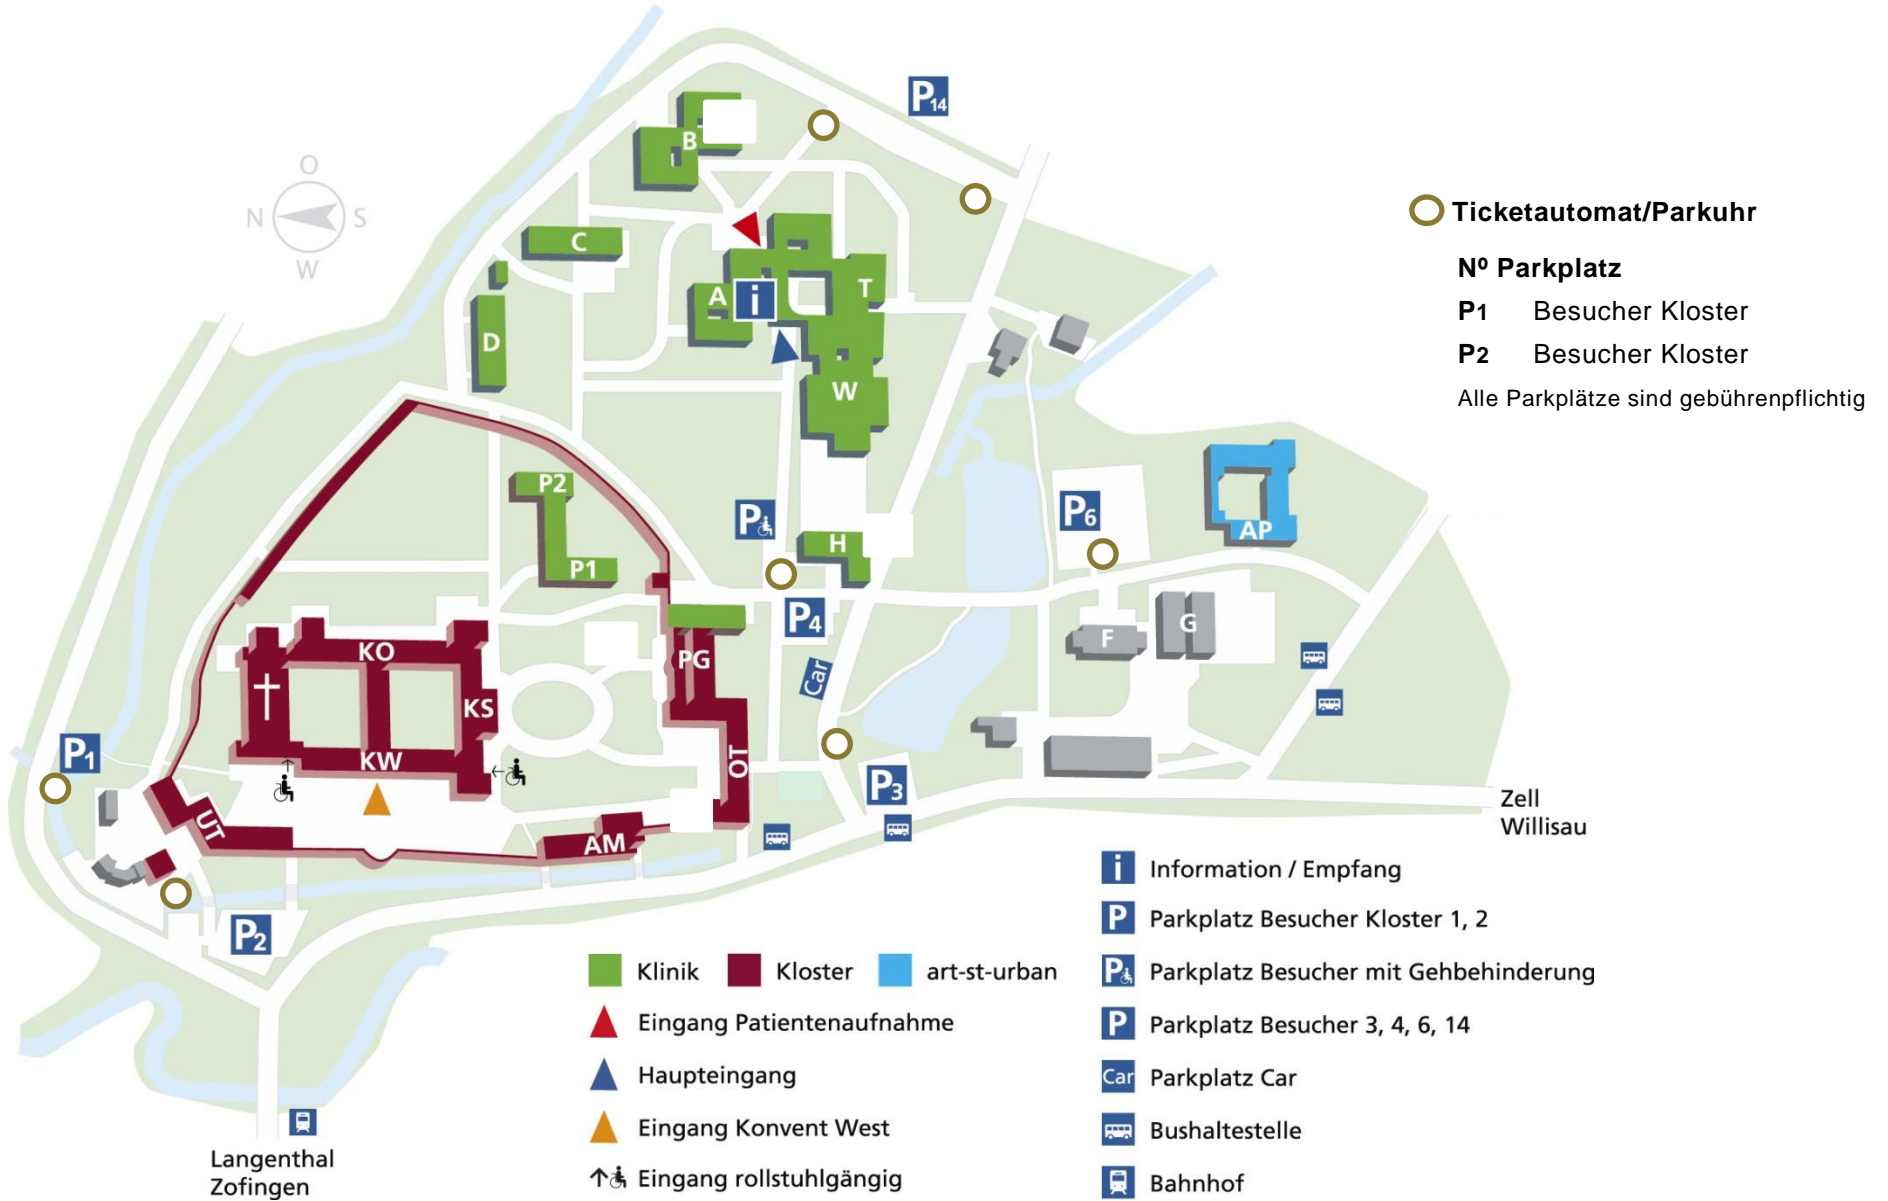 P14
B
O
N
S
W
C
A
i
T
D
W
P2
P
H
P6
AP
P1
P4
KO
PG
F
G
Car
KS
P1
KW
OT
P3
UT
AM
P2
Ticketautomat/Parkuhr
Nº Parkplatz
P1 Besucher Kloster
P2 Besucher Kloster
Alle Parkplätze sind gebührenpflichtig
Zell
Willisau
Langenthal
Zofingen
Klinik
Kloster
art-st-urban
Eingang Patientenaufnahme
Haupteingang
Eingang Konvent West
Eingang rollstuhlgängig
i Information / Empfang
P Parkplatz Besucher Kloster 1, 2
P Parkplatz Besucher mit Gehbehinderung
P Parkplatz Besucher 3, 4, 6, 14
Car Parkplatz Car
Bushaltestelle
Bahnhof